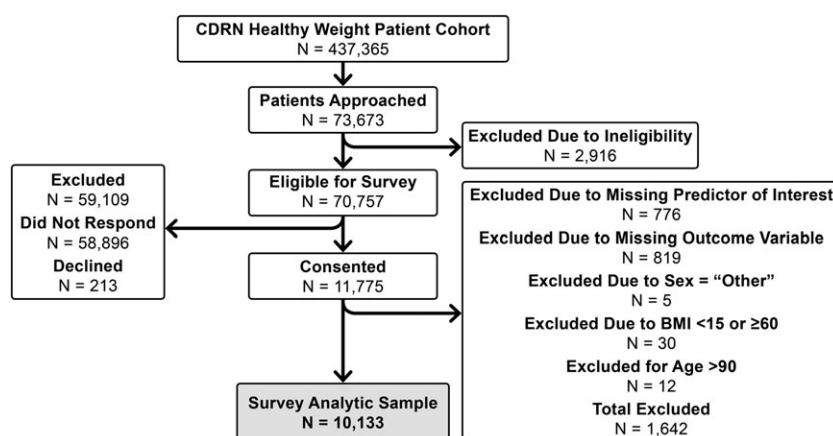 CDRN Healthy Weight Patient Cohort
N = 437,365
Patients Approached
N = 73,673
Excluded Due to Ineligibility
N = 2,916
Eligible for Survey
N = 70,757
Excluded
N = 59,109
Did Not Respond
N = 58,896
Declined
N = 213
Consented
N = 11,775
Excluded Due to Missing Predictor of Interest
N = 776
Excluded Due to Missing Outcome Variable
N = 819
Excluded Due to Sex = “Other”
N = 5
Excluded Due to BMI <15 or ≥60
N = 30
Excluded for Age >90
N = 12
Total Excluded
N = 1,642
Survey Analytic Sample
N = 10,133